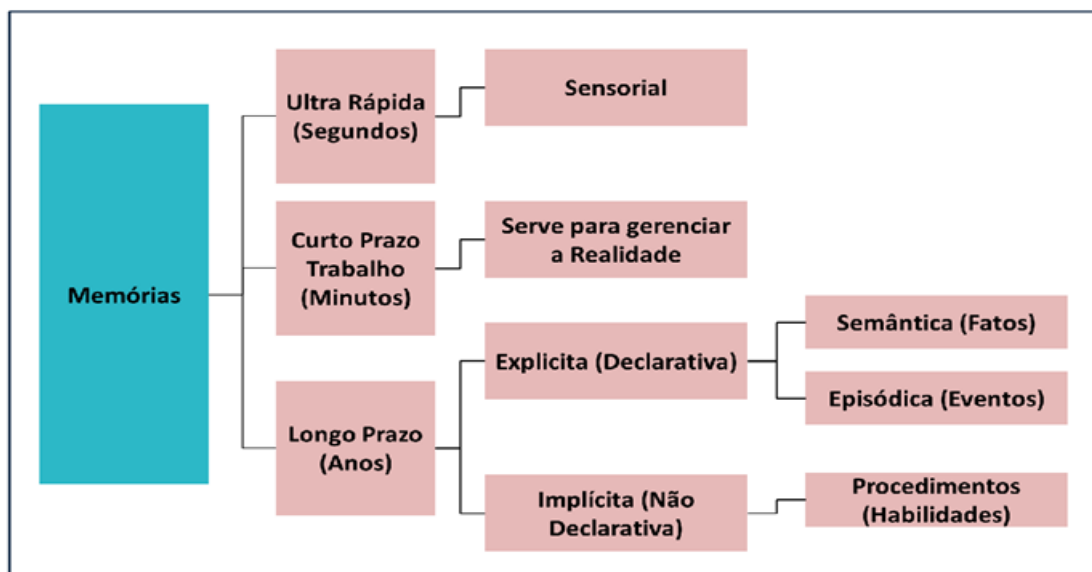 Memórias
Ultra Rápida
(Segundos)
Sensorial
Curto Prazo
Trabalho
(Minutos)
Serve para gerenciar
a Realidade
Longo Prazo
(Anos)
Explicita (Declarativa)
Semântica (Fatos)
Episódica (Eventos)
Implícita (Não
Declarativa)
Procedimentos
(Habilidades)